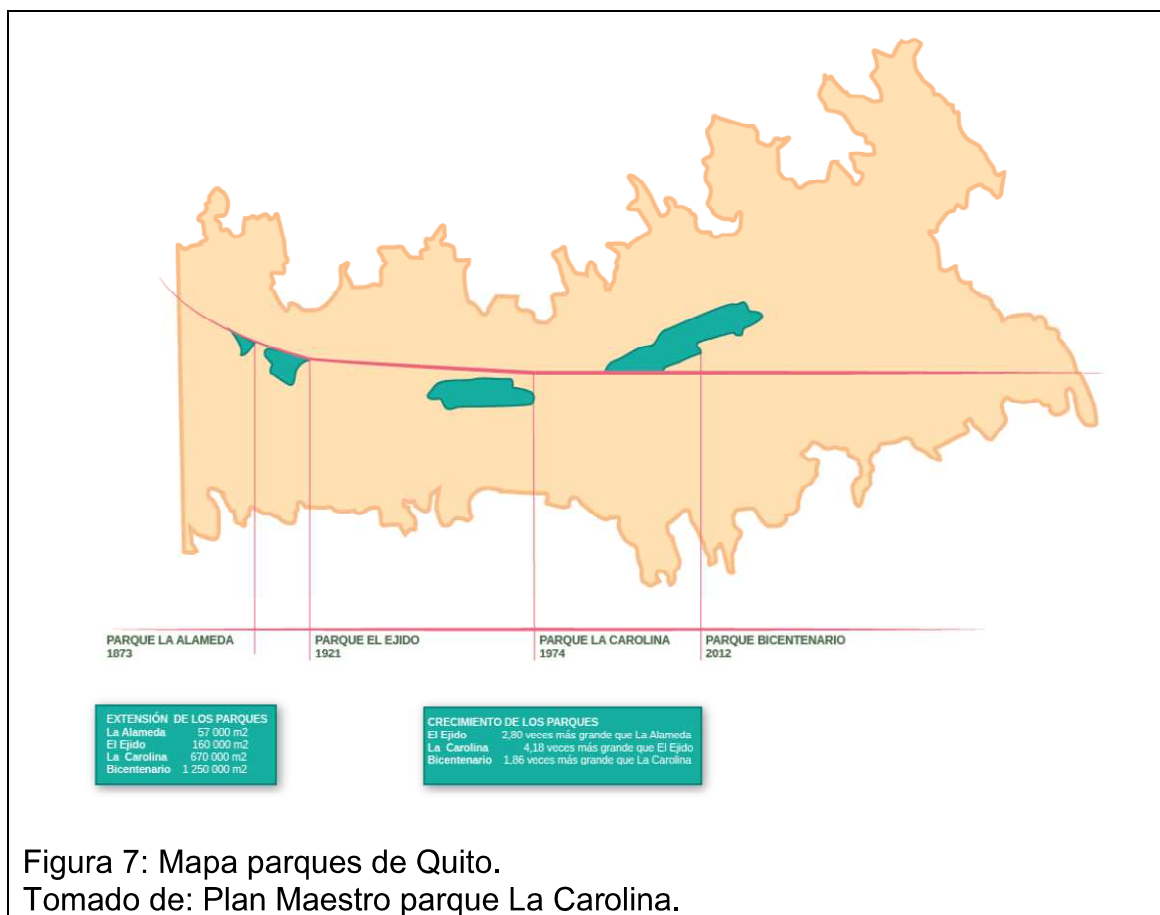 PARQUE LA ALAMEDA
1873
PARQUE EL EJIDO
1921
PARQUE LA CAROLINA
1974
PARQUE BICENTENARIO
2012
EXTENSIÓN DE LOS PARQUES
La Alameda 57 000 m2
El Ejido 160 000 m2
La Carolina 670 000 m2
Bicentenario 1 250 000 m2
CRECIMIENTO DE LOS PARQUES
El Ejido 2,80 veces más grande que La Alameda
La Carolina 4,18 veces más grande que El Ejido
Bicentenario 1,86 veces más grande que La Carolina
Figura 7: Mapa parques de Quito.
Tomado de: Plan Maestro parque La Carolina.